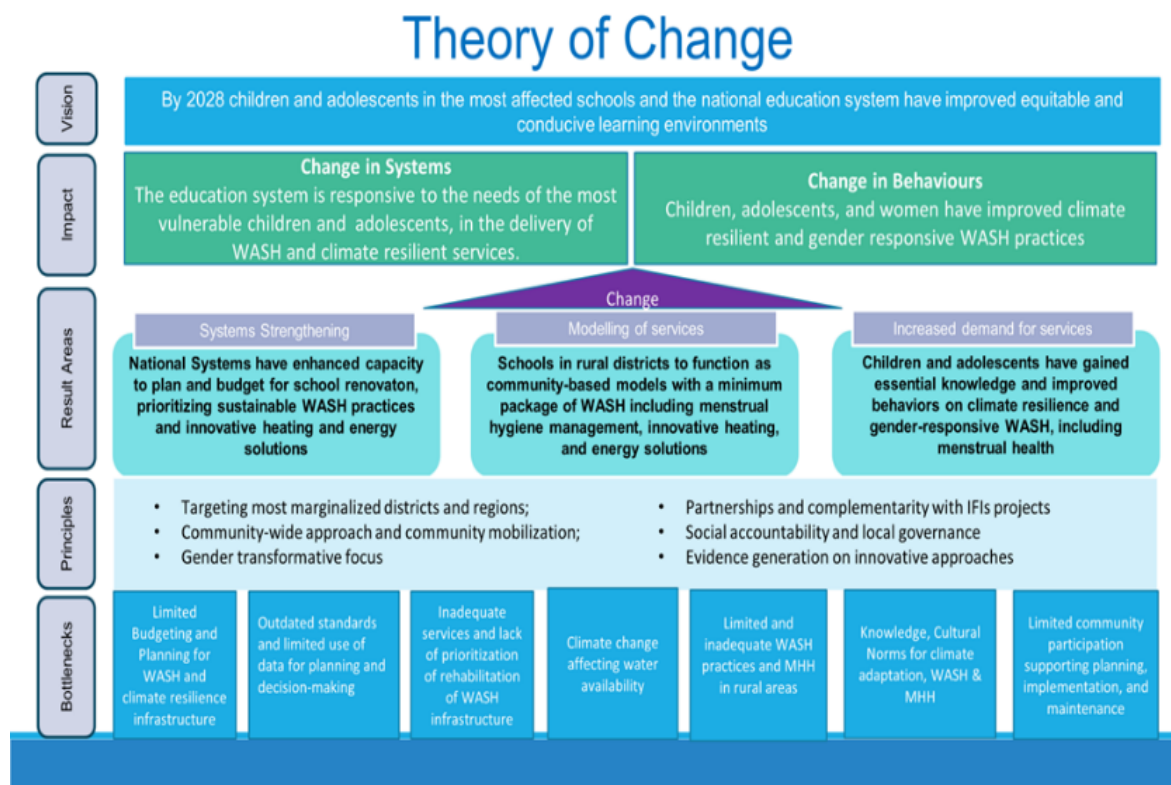 Theory of Change
Vision
By 2028 children and adolescents in the most affected schools and the national education system have improved equitable and
conducive learning environments
Impact
Change in Systems
The education system is responsive to the needs of the most
vulnerable children and adolescents, in the delivery of
WASH and climate resilient services.
Change in Behaviours
Children, adolescents, and women have improved climate
resilient and gender responsive WASH practices
Change
Result Areas
Systems Strengthening
National Systems have enhanced capacity
to plan and budget for school renovaton,
prioritizing sustainable WASH practices
and innovative heating and energy
solutions
Modelling of services
Schools in rural districts to function as
community-based models with a minimum
package of WASH including menstrual
hygiene management, innovative heating,
and energy solutions
Increased demand for services
Children and adolescents have gained
essential knowledge and improved
behaviors on climate resilience and
gender-responsive WASH, including
menstrual health
Principles
• Targeting most marginalized districts and regions;
• Community-wide approach and community mobilization;
• Gender transformative focus
• Partnerships and complementarity with IFIs projects
• Social accountability and local governance
• Evidence generation on innovative approaches
Bottlenecks
Limited
Budgeting and
Planning for
WASH and
climate resilience
infrastructure
Outdated standards
and limited use of
data for planning and
decision-making
Inadequate
services and lack
of prioritization
of rehabilitation
of WASH
infrastructure
Climate change
affecting water
availability
Limited and
inadequate WASH
practices and MHH
in rural areas
Knowledge, Cultural
Norms for climate
adaptation, WASH &
MHH
Limited community
participation
supporting planning,
implementation, and
maintenance